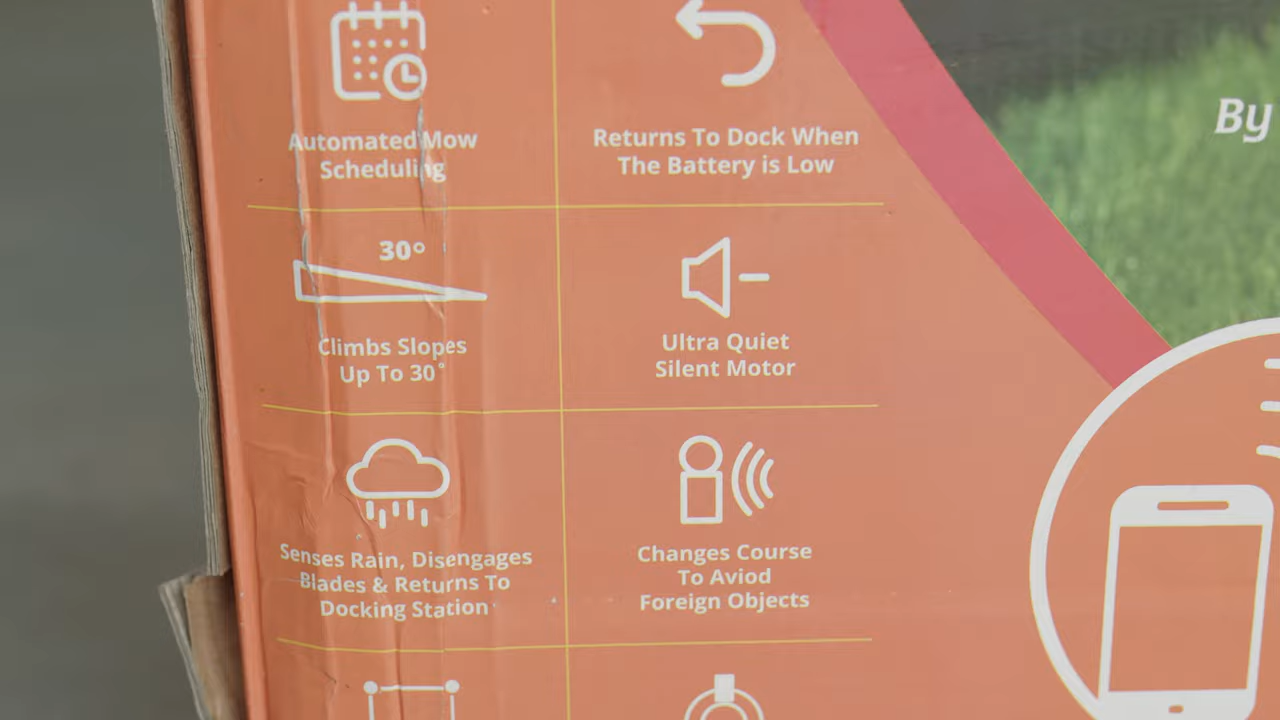 Automated Mow
Scheduling
Returns To Dock When
The Battery is Low
30°
Climbs Slopes
Up To 30°
Ultra Quiet
Silent Motor
Senses Rain, Disengages
Blades & Returns To
Docking Station
Changes Course
To Aviod
Foreign Objects
By